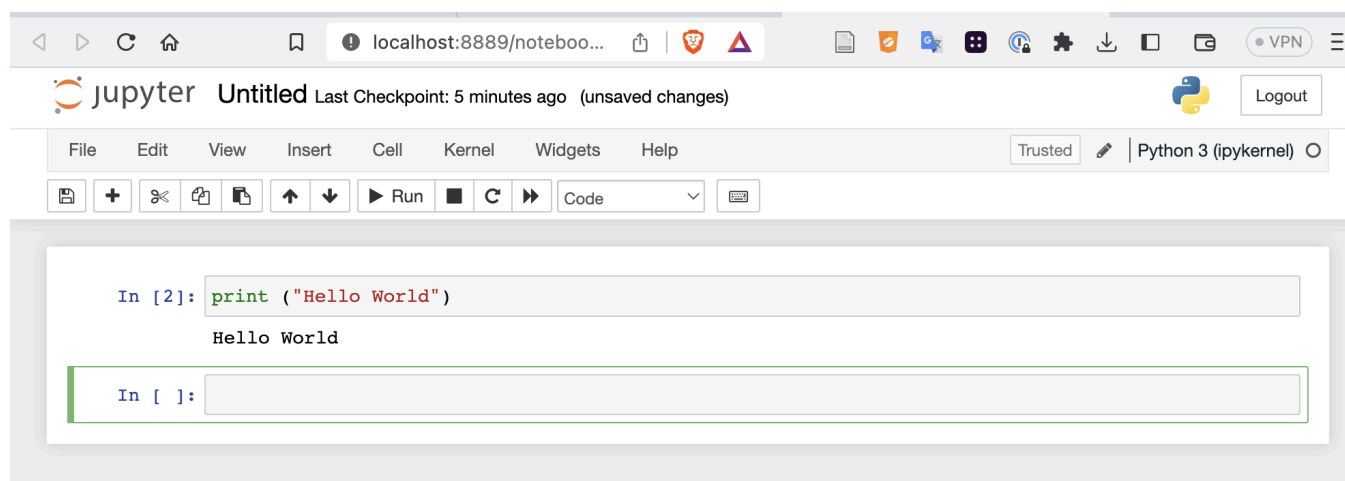 localhost:8889/noteboo... VPN
jupyter Untitled Last Checkpoint: 5 minutes ago (unsaved changes) Logout
File Edit View Insert Cell Kernel Widgets Help Trusted Python 3 (ipykernel)
Run Code
In [2]: print ("Hello World")
Hello World
In [ ]: